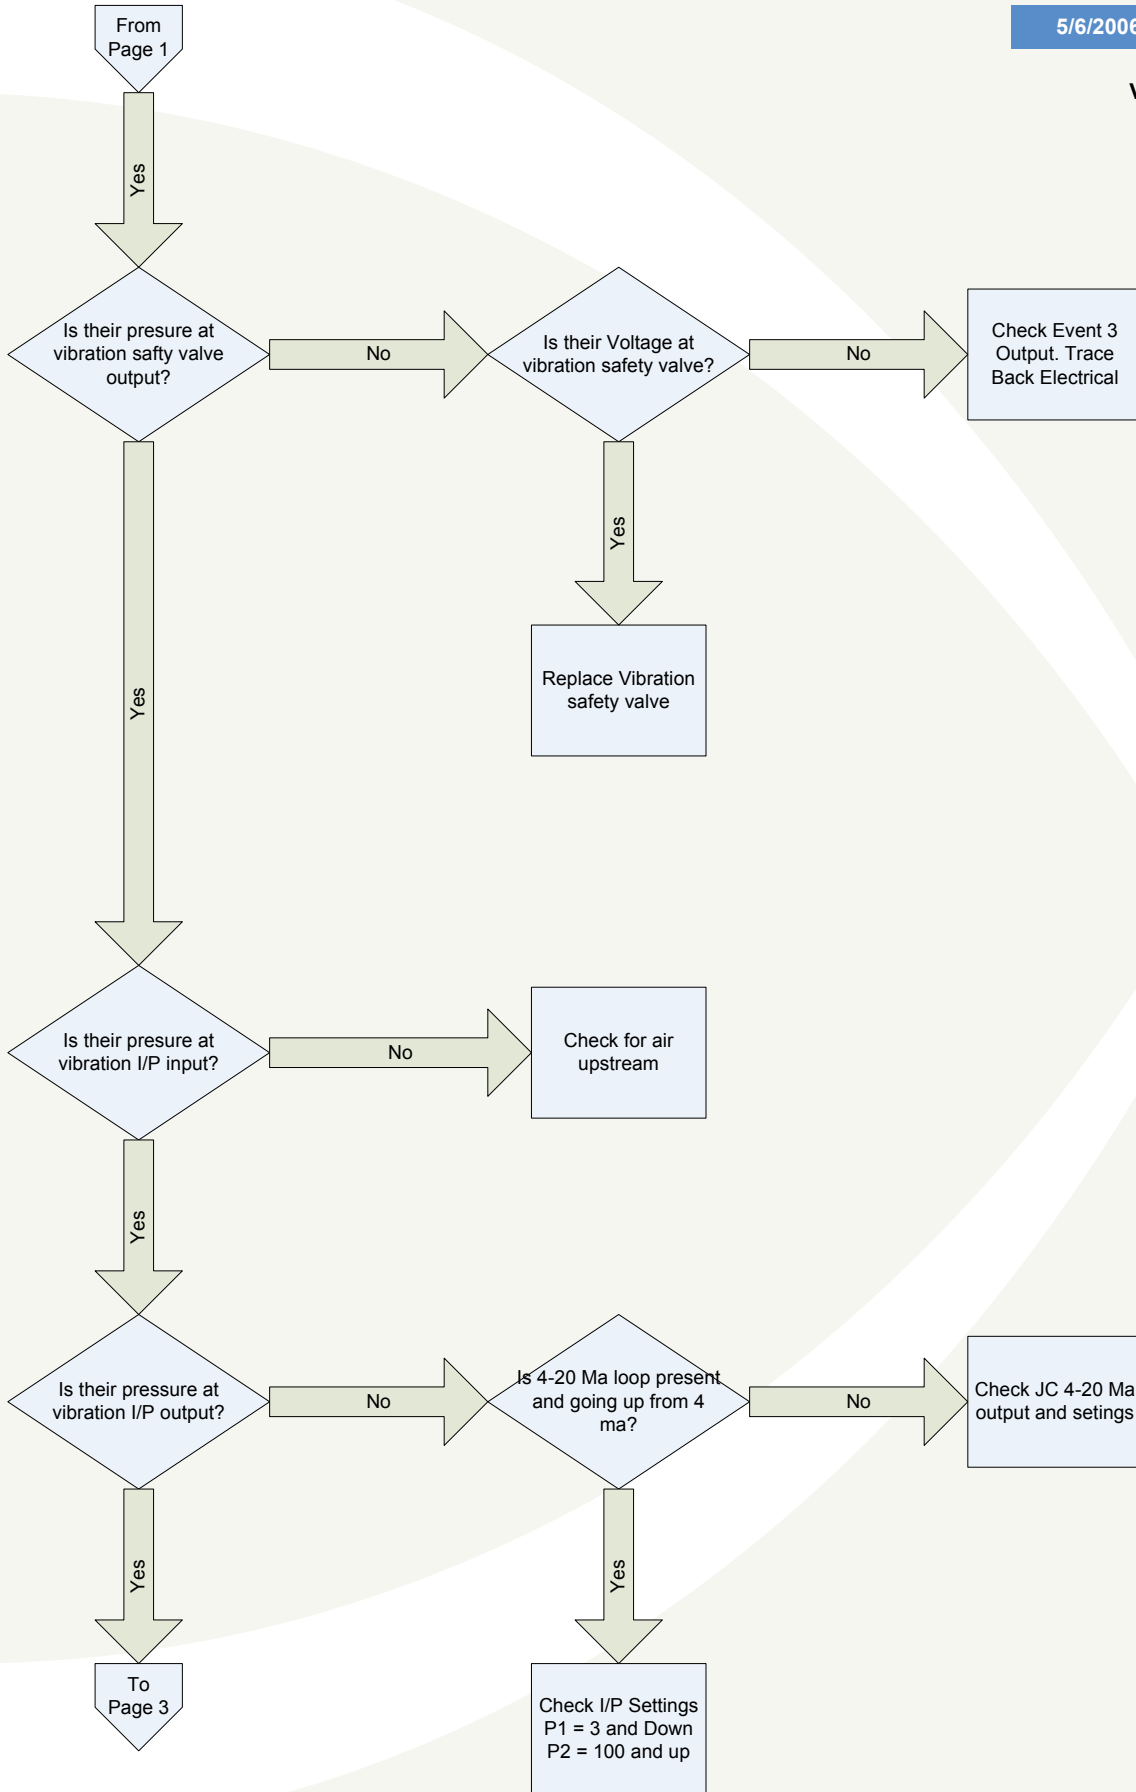 From
Page 1
5/6/2006
V
Yes
Is their presure at
vibration safty valve
output?
No
Is their Voltage at
vibration safety valve?
No
Check Event 3
Output. Trace
Back Electrical
Yes
Replace Vibration
safety valve
Yes
Is their presure at
vibration I/P input?
No
Check for air
upstream
Yes
Is their pressure at
vibration I/P output?
No
Is 4-20 Ma loop present
and going up from 4
ma?
No
Check JC 4-20 Ma
output and setings
Yes
Yes
To
Page 3
Check I/P Settings
P1 = 3 and Down
P2 = 100 and up